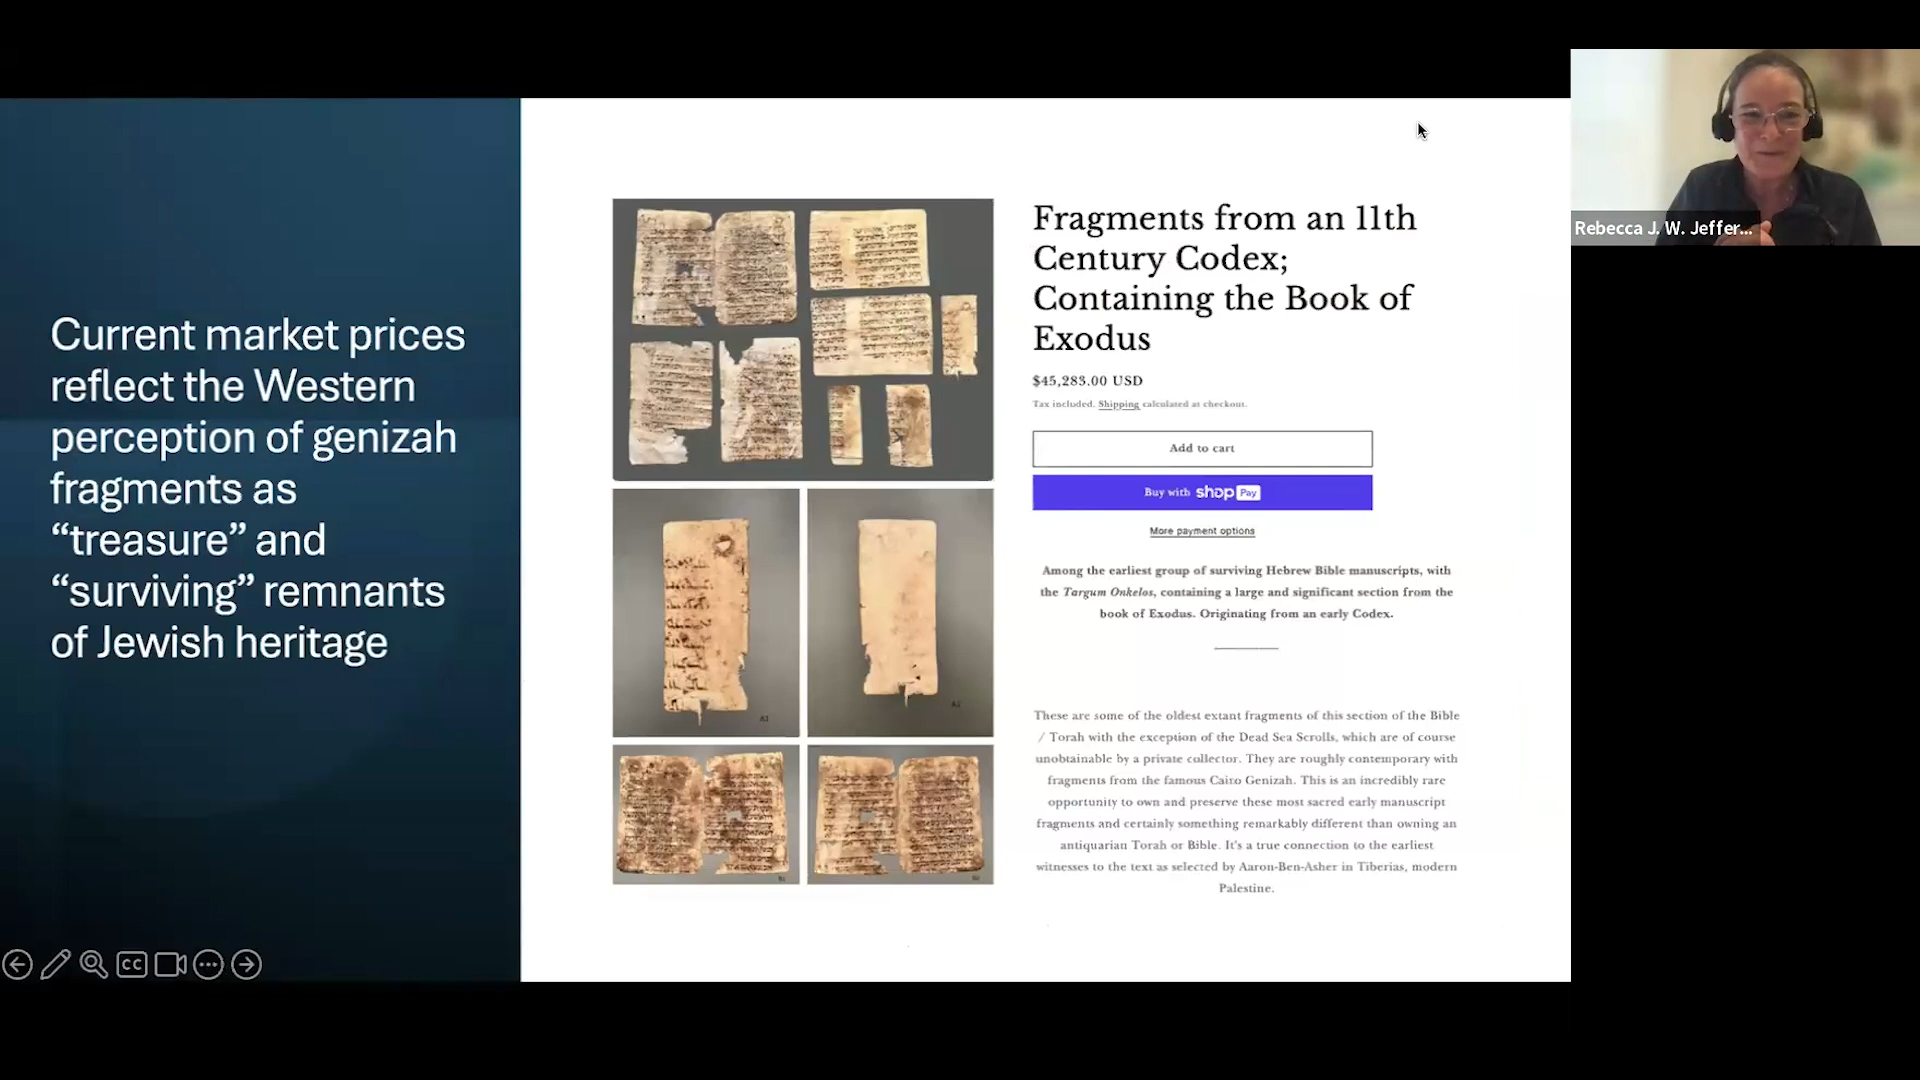 Current market prices
reflect the Western
perception of genizah
fragments as
“treasure” and
“surviving” remnants
of Jewish heritage
Fragments from an 11th
Century Codex;
Containing the Book of
Exodus
$45,283.00 USD
Tax included. Shipping calculated at checkout.
Add to cart
Buy with shop Pay
More payment options
Among the earliest group of surviving Hebrew Bible manuscripts, with
the Targum Onkelos, containing a large and significant section from the
book of Exodus. Originating from an early Codex.
These are some of the oldest extant fragments of this section of the Bible
/ Torah with the exception of the Dead Sea Scrolls, which are of course
unobtainable by a private collector. They are roughly contemporary with
fragments from the famous Cairo Genizah. This is an incredibly rare
opportunity to own and preserve these most sacred early manuscript
fragments and certainly something remarkably different than owning an
antiquarian Torah or Bible. It's a true connection to the earliest
witnesses to the text as selected by Aaron-Ben-Asher in Tiberias, modern
Palestine.
Rebecca J. W. Jeffer...
CC